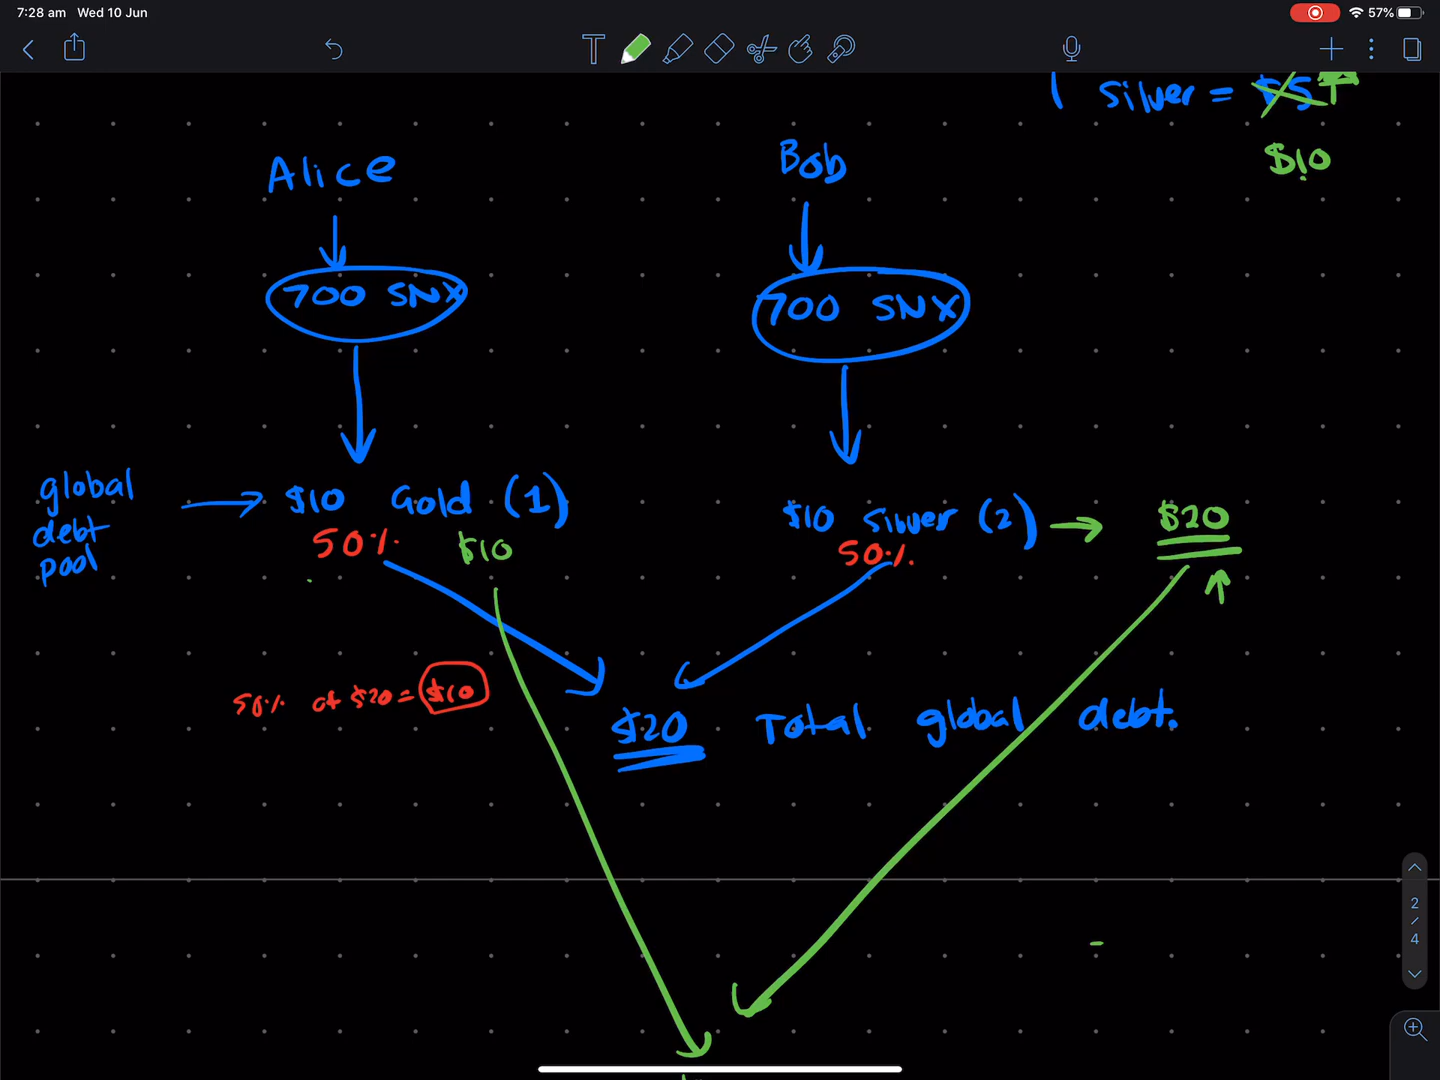 7:28 am Wed 10 Jun
57%
1 Silver = $5
$10
Alice
Bob
700 SNX
700 SNX
global
debt
pool
$10 Gold (1)
50%
$10
$10 Silver (2)
50%
$20
50% of $20 = $10
$20 Total global debt.
2
/
4